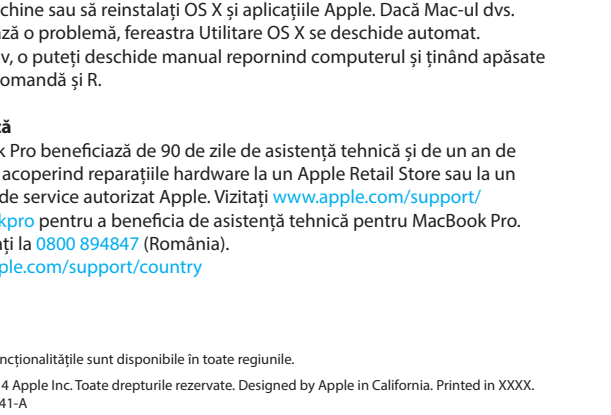 chine sau să reinstalați OS X și aplicațiile Apple. Dacă Mac-ul dvs.
ază o problemă, fereastra Utilitare OS X se deschide automat.
v, o puteți deschide manual repornind computerul și ținând apăsate
omandă și R.
tă
k Pro beneficiază de 90 de zile de asistență tehnică și de un an de
acoperind reparațiile hardware la un Apple Retail Store sau la un
de service autorizat Apple. Vizitați www.apple.com/support/
kpro pentru a beneficia de asistență tehnică pentru MacBook Pro.
ați la 0800 894847 (România).
ple.com/support/country
ncționalitățile sunt disponibile în toate regiunile.
4 Apple Inc. Toate drepturile rezervate. Designed by Apple in California. Printed in XXXX.
41-A